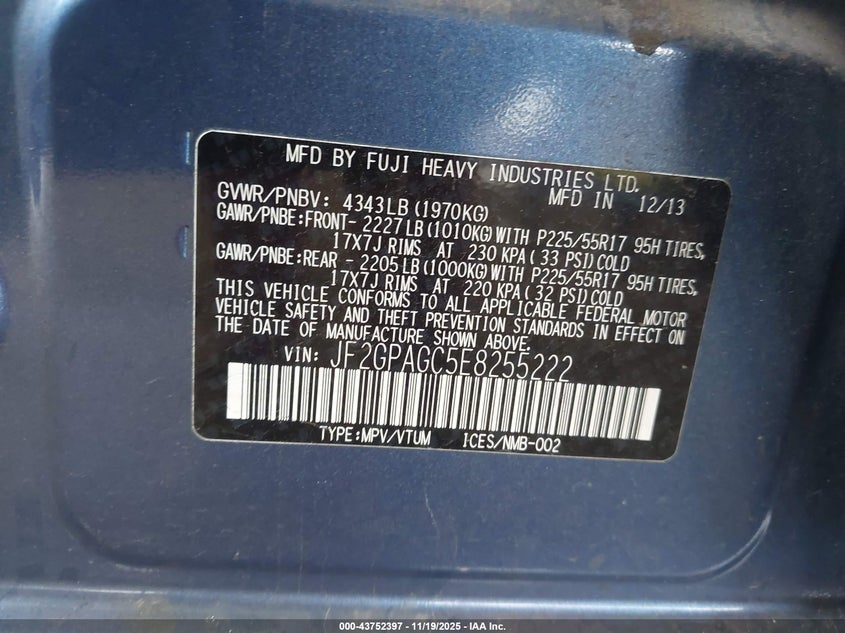 MFD BY FUJI HEAVY INDUSTRIES LTD.
MFD IN 12/13
GVWR/PNBV: 4343LB (1970KG)
GAWR/PNBE:FRONT- 2227LB (1010KG) WITH P225/55R17 95H TIRES,
17X7J RIMS AT 230 KPA ( 33 PSI) COLD
GAWR/PNBE:REAR - 2205LB (1000KG) WITH P225/55R17 95H TIRES,
17X7J RIMS AT 220 KPA ( 32 PSI) COLD
THIS VEHICLE CONFORMS TO ALL APPLICABLE FEDERAL MOTOR
VEHICLE SAFETY AND THEFT PREVENTION STANDARDS IN EFFECT ON
THE DATE OF MANUFACTURE SHOWN ABOVE.
VIN: JF2GPAGC5E8255222
TYPE:MPV/VTUM ICES/NMB-002
000-43752397 - 11/19/2025 - IAA Inc.